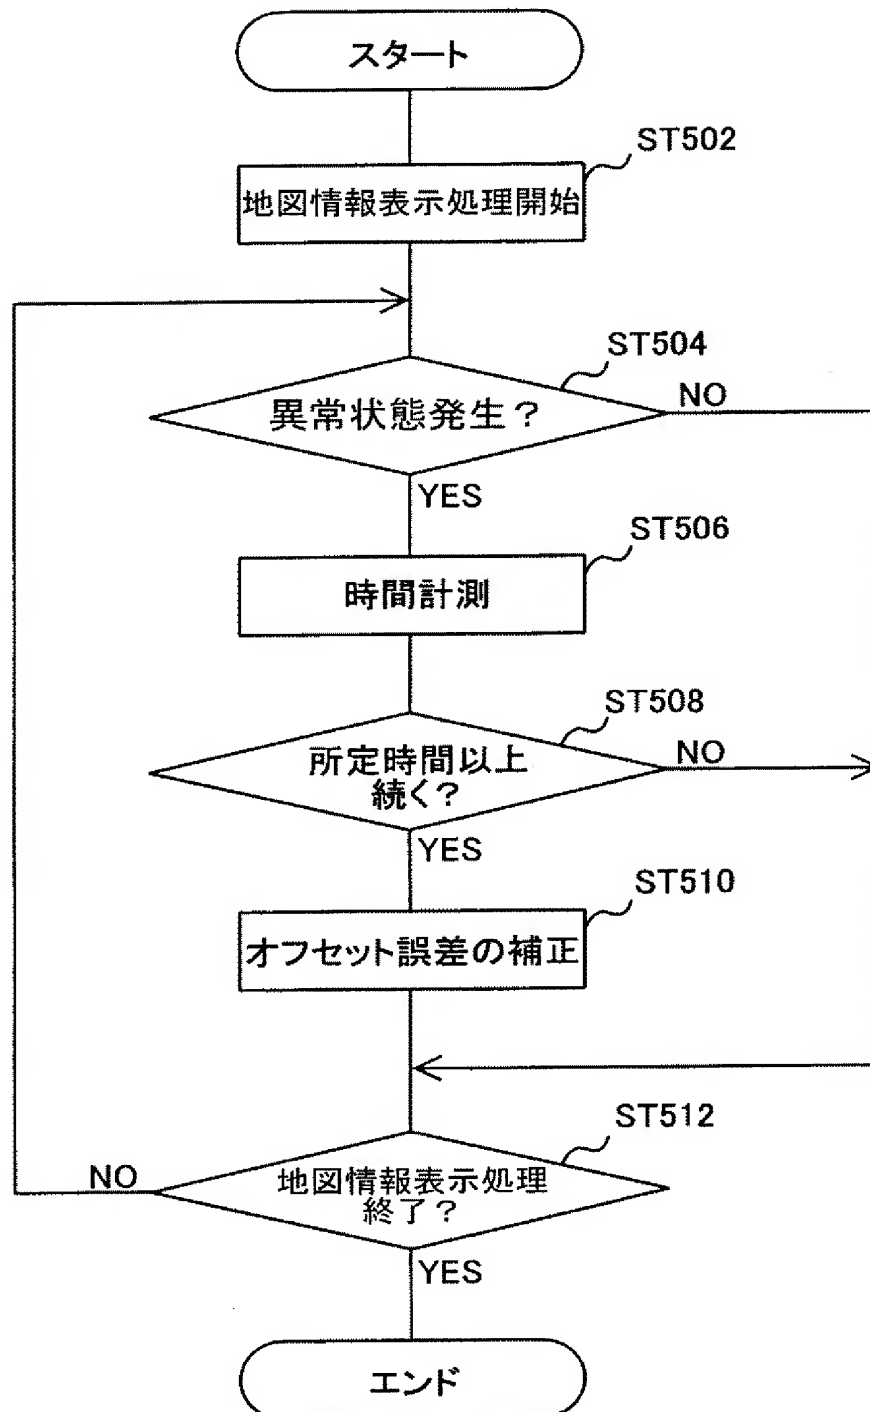 スタート
ST502
地図情報表示処理開始
ST504
異常状態発生？
NO
YES
ST506
時間計測
ST508
所定時間以上
続く？
NO
YES
ST510
オフセット誤差の補正
ST512
地図情報表示処理
終了？
NO
YES
エンド